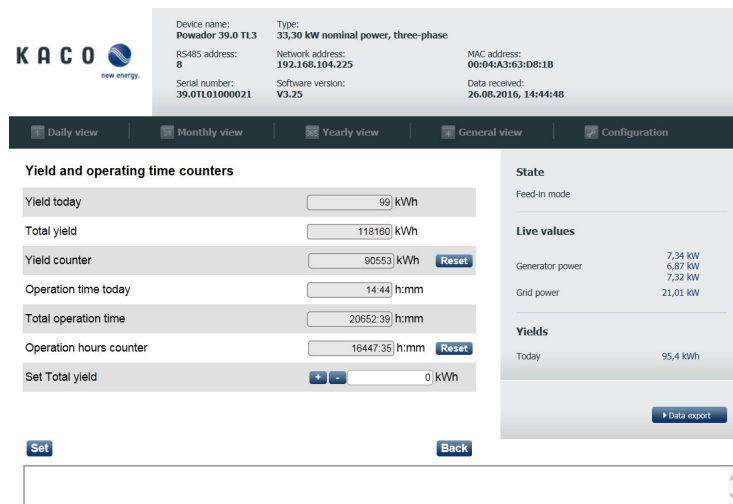 KACO
new energy.
Device name:
Powador 39.0 TL3
Type:
33,30 kW nominal power, three-phase
RS485 address:
8
Network address:
192.168.104.225
MAC address:
00:04:A3:63:D8:1B
Serial number:
39.0TL01000021
Software version:
V3.25
Data received:
26.08.2016, 14:44:48
1 Daily view
31 Monthly view
365 Yearly view
General view
Configuration
Yield and operating time counters
Yield today 99 kWh
Total yield 118160 kWh
Yield counter 90553 kWh Reset
Operation time today 14:44 h:mm
Total operation time 20652:39 h:mm
Operation hours counter 16447:35 h:mm Reset
Set Total yield + - 0 kWh
Set
Back
State
Feed-in mode
Live values
Generator power
7,34 kW
6,87 kW
7,32 kW
Grid power 21,01 kW
Yields
Today 95,4 kWh
Data export